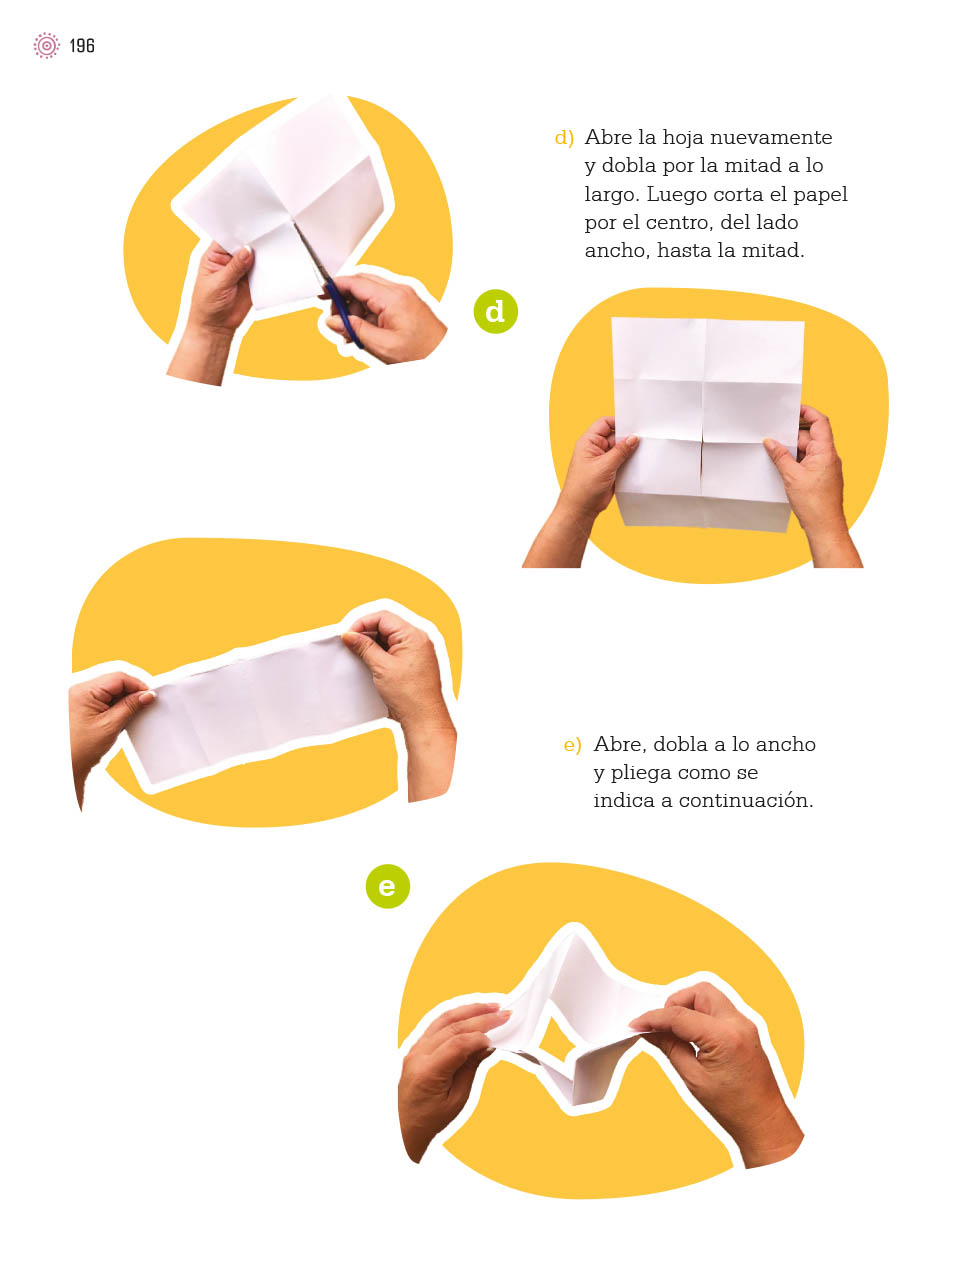 196
d) Abre la hoja nuevamente
y dobla por la mitad a lo
largo. Luego corta el papel
por el centro, del lado
ancho, hasta la mitad.
d
e) Abre, dobla a lo ancho
y pliega como se
indica a continuación.
e